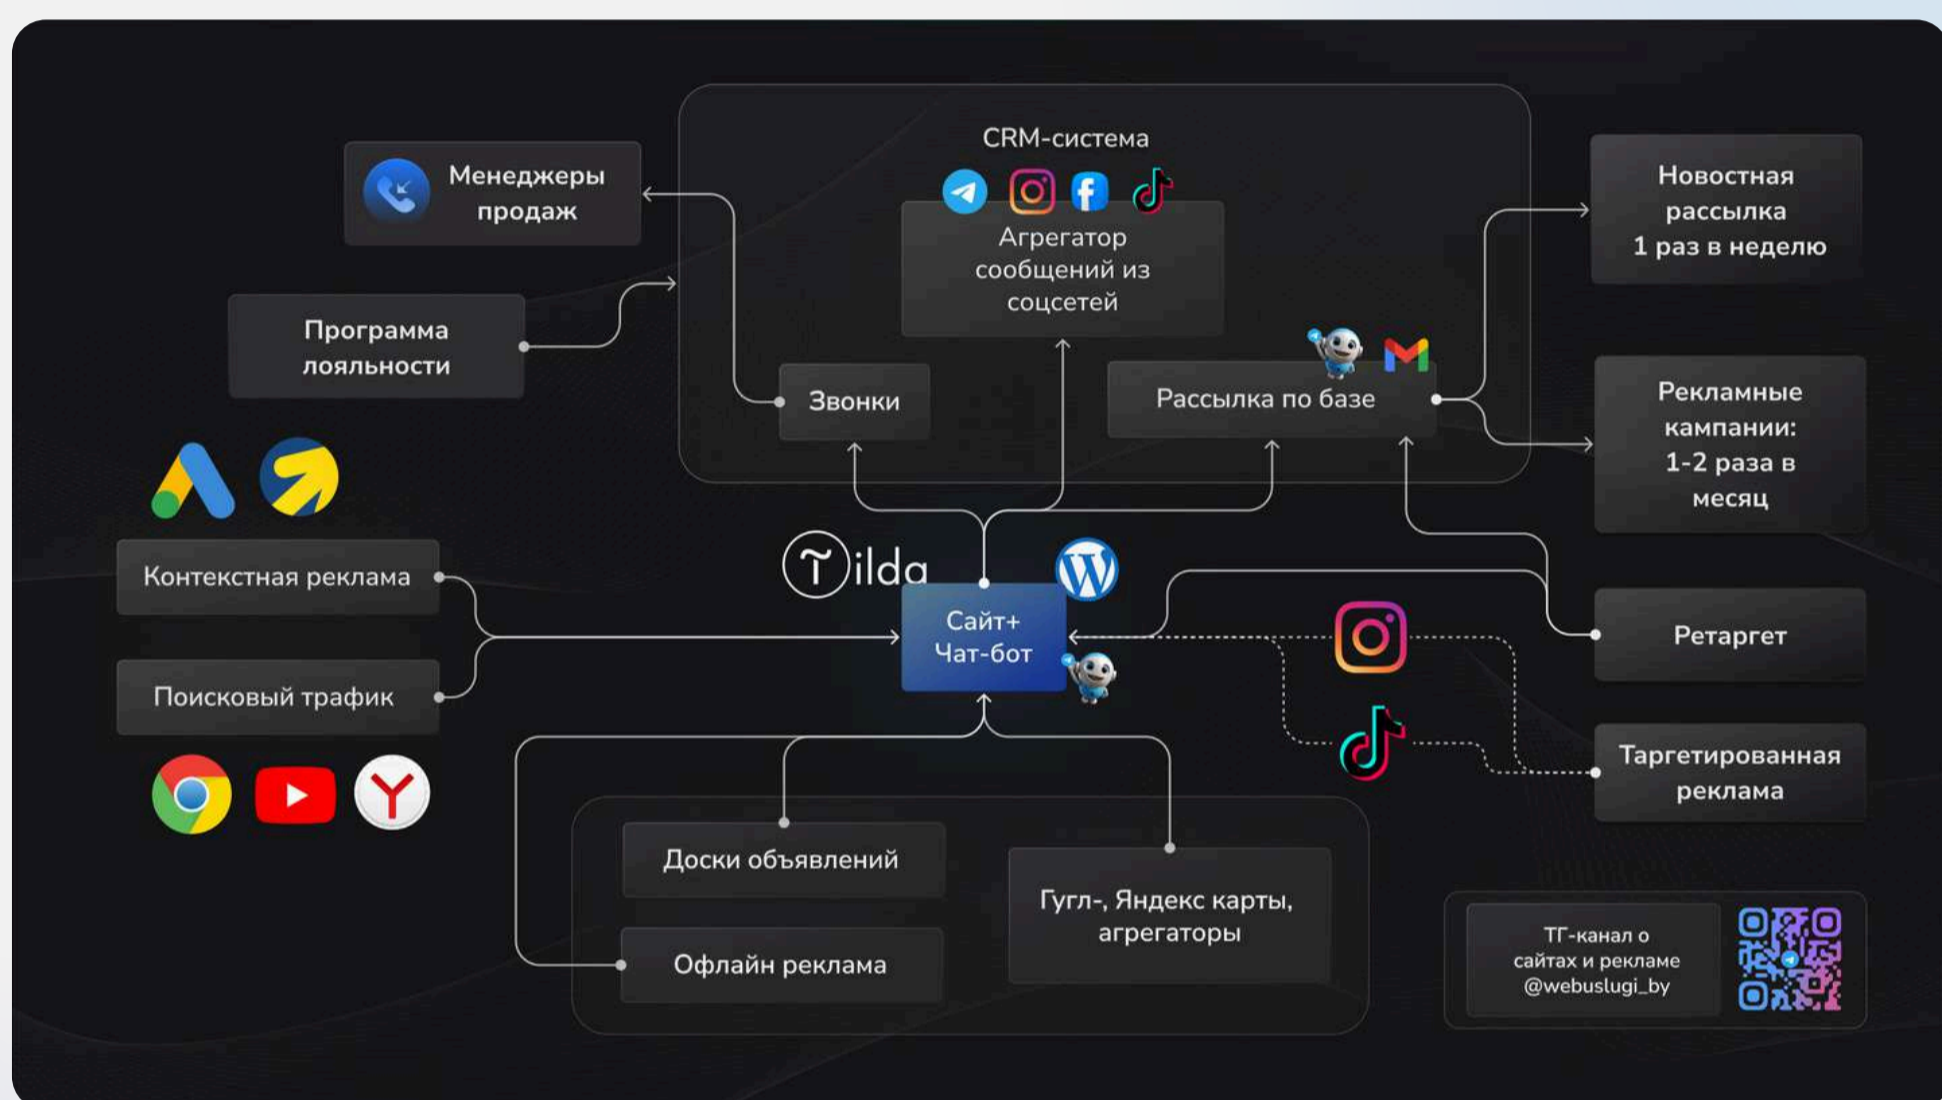 CRM-система
Менеджеры
продаж
Агрегатор
сообщений из
соцсетей
Новостная
рассылка
1 раз в неделю
Программа
лояльности
Звонки
Рассылка по базе
Рекламные
кампании:
1-2 раза в
месяц
Контекстная реклама
Tilda
Сайт+
Чат-бот
Ретаргет
Поисковый трафик
Таргетированная
реклама
Доски объявлений
Гугл-, Яндекс карты,
агрегаторы
Офлайн реклама
ТГ-канал о
сайтах и рекламе
@webuslugi_by